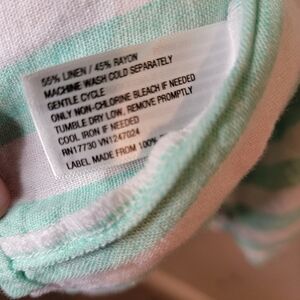 55% LINEN / 45% RAYON
MACHINE WASH COLD SEPARATELY
GENTLE CYCLE
ONLY NON-CHLORINE BLEACH IF NEEDED
TUMBLE DRY LOW, REMOVE PROMPTLY
COOL IRON IF NEEDED
RN17730 VN1247024
LABEL MADE FROM 100%